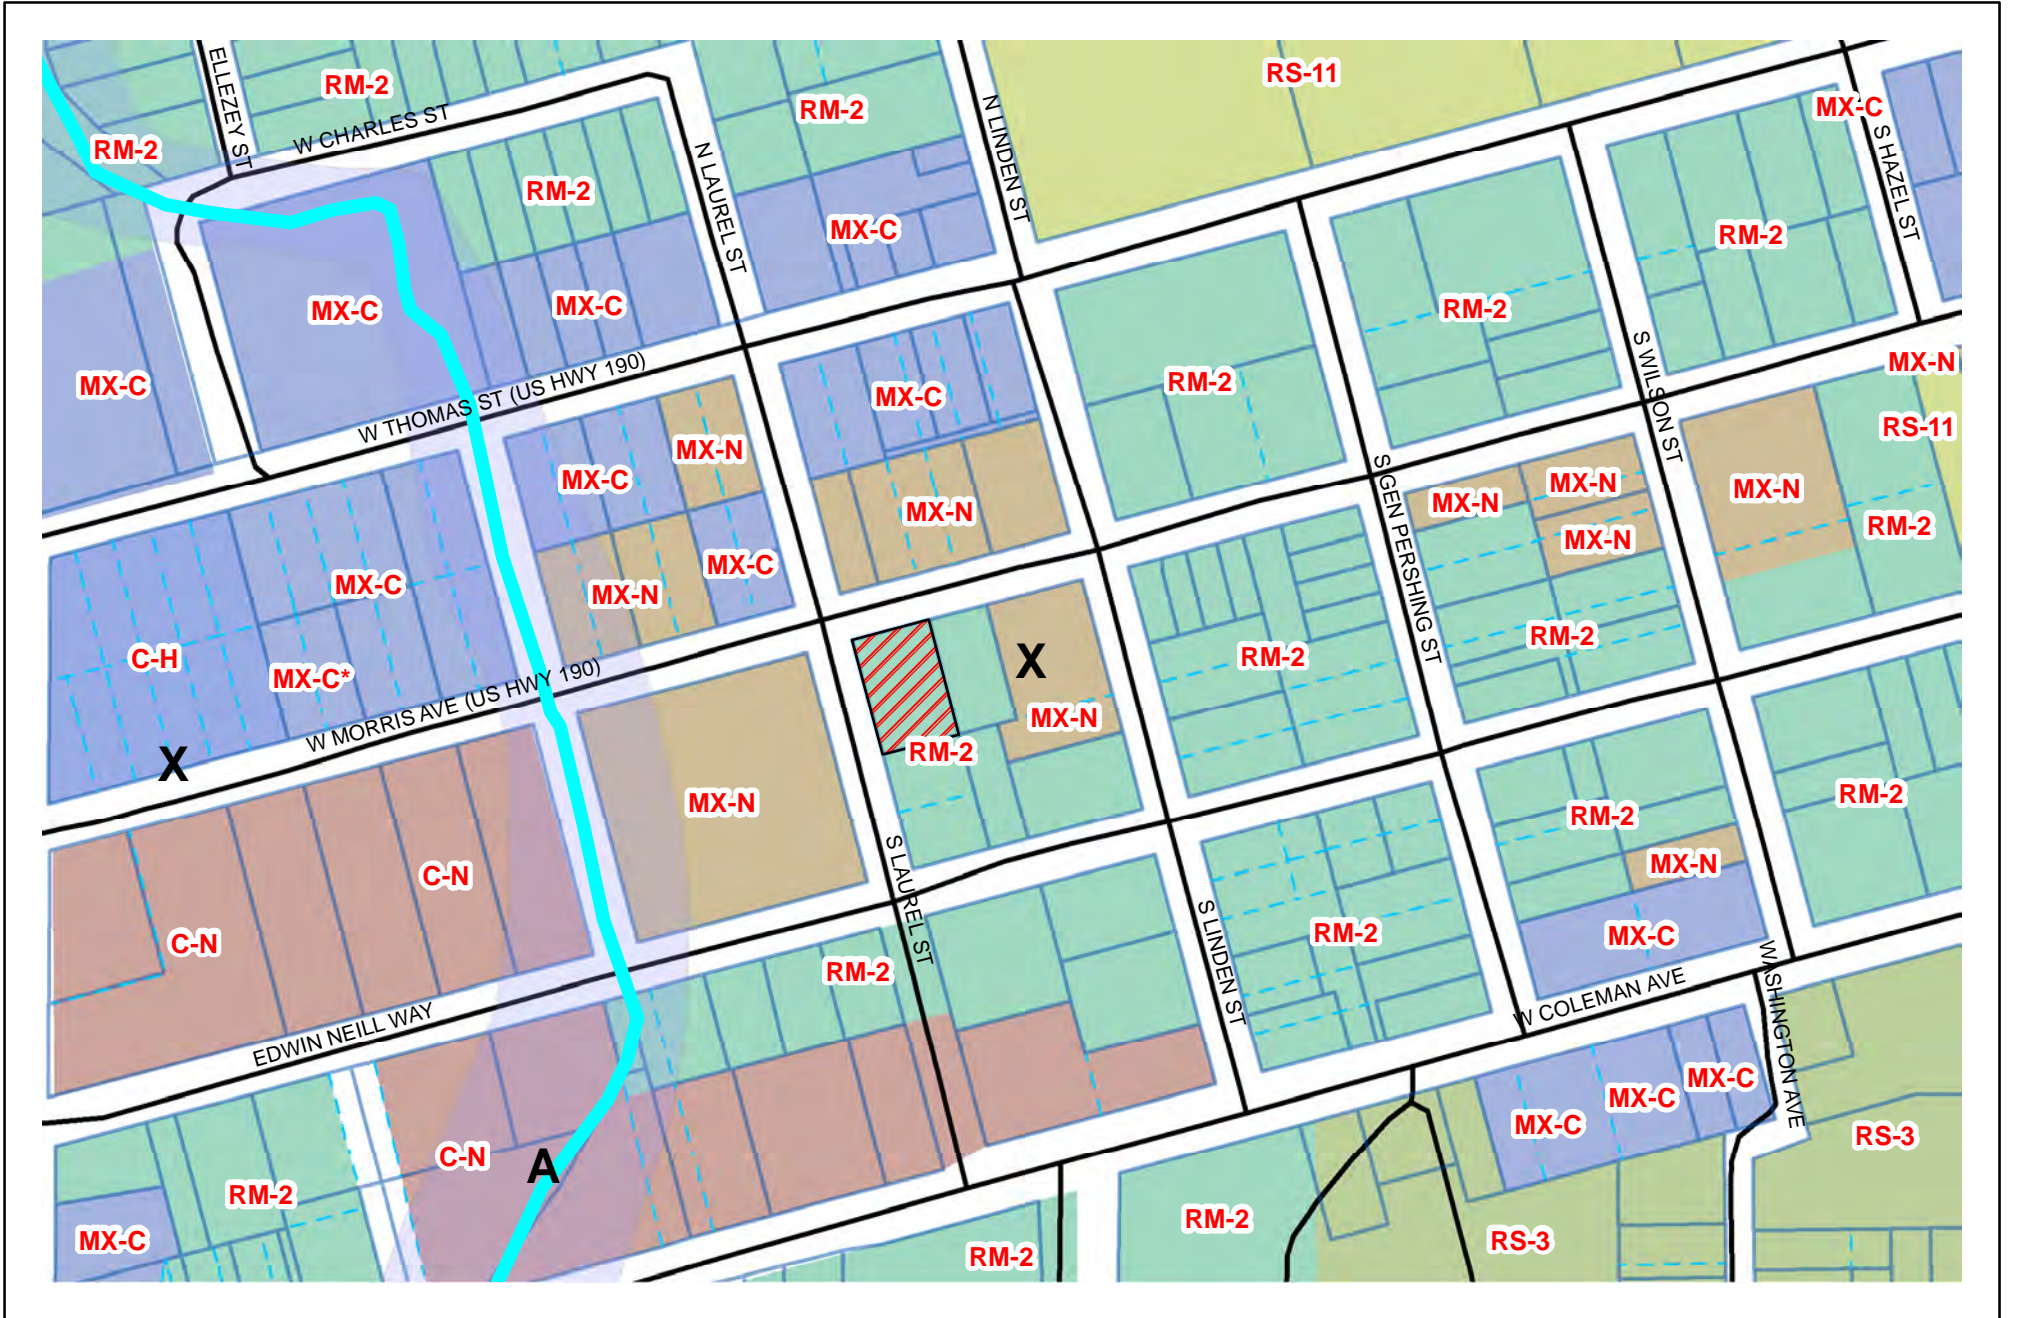 ELLEZEY ST
RM-2
W CHARLES ST
RM-2
RM-2
RM-2
N LAUREL ST
RM-2
MX-C
N LINDEN ST
RS-11
MX-C
S HAZEL ST
RM-2
MX-C
MX-C
MX-C
W THOMAS ST (US HWY 190)
MX-C
RM-2
RM-2
S WILSON ST
MX-N
RS-11
MX-C
MX-N
MX-N
MX-C
MX-N
MX-C
S GEN PERSHING ST
MX-N
MX-N
MX-N
MX-N
RM-2
MX-C
C-H
MX-C*
X
W MORRIS AVE (US HWY 190)
X
MX-N
RM-2
RM-2
RM-2
MX-N
C-N
C-N
S LAUREL ST
RM-2
S LINDEN ST
RM-2
RM-2
MX-N
MX-C
RM-2
W COLEMAN AVE
WASHINGTON AVE
EDWIN NEILL WAY
C-N
A
RM-2
MX-C
RM-2
RM-2
MX-C
MX-C
MX-C
RS-3
RS-3